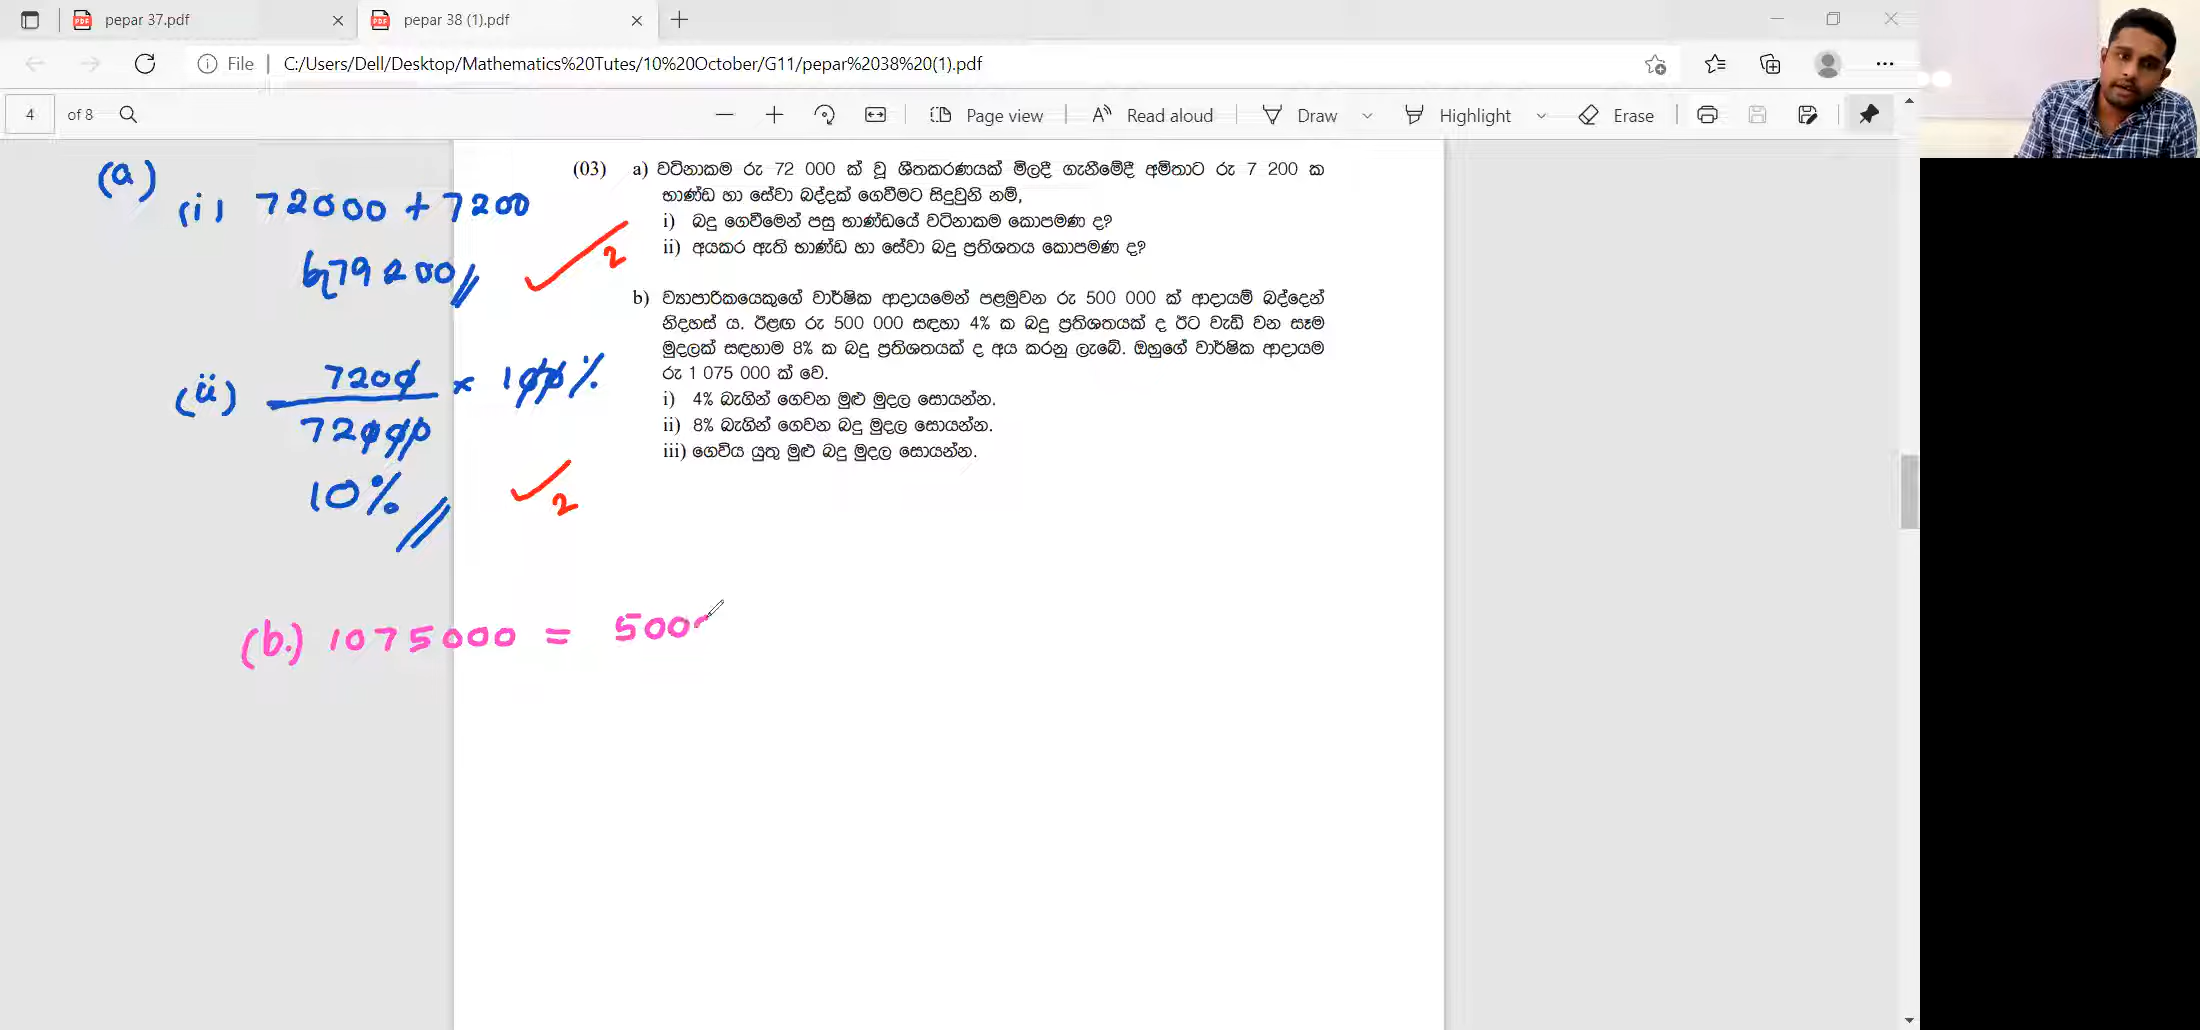 pepar 37.pdf
pepar 38 (1).pdf
File
C:/Users/Dell/Desktop/Mathematics%20Tutes/10%20October/G11/pepar%2038%20(1).pdf
4 of 8
Page view
Read aloud
Draw
Highlight
Erase
(03) a) වටිනාකම රු 72 000 ක් වූ ශීතකරණයක් මිලදී ගැනීමේදී අමිතාට රු 7 200 ක
භාණ්ඩ හා සේවා බද්දක් ගෙවීමට සිදුවුනි නම්,
i) බදු ගෙවීමෙන් පසු භාණ්ඩයේ වටිනාකම කොපමණ ද?
ii) අයකර ඇති භාණ්ඩ හා සේවා බදු ප්‍රතිශතය කොපමණ ද?
b) ව්‍යාපාරිකයෙකුගේ වාර්ෂික ආදායමෙන් පළමුවන රු 500 000 ක් ආදායම් බද්දෙන්
නිදහස් ය. ඊළඟ රු 500 000 සඳහා 4% ක බදු ප්‍රතිශතයක් ද ඊට වැඩි වන සෑම
මුදලක් සඳහාම 8% ක බදු ප්‍රතිශතයක් ද අය කරනු ලැබේ. ඔහුගේ වාර්ෂික ආදායම
රු 1 075 000 ක් වේ.
i) 4% බැගින් ගෙවන මුළු මුදල සොයන්න.
ii) 8% බැගින් ගෙවන බදු මුදල සොයන්න.
iii) ගෙවිය යුතු මුළු බදු මුදල සොයන්න.
(a)
(i) 72000 + 7200
රු79200
2
(ii) 7200 × 100%
72000
10%
2
(b.) 1075000 = 500